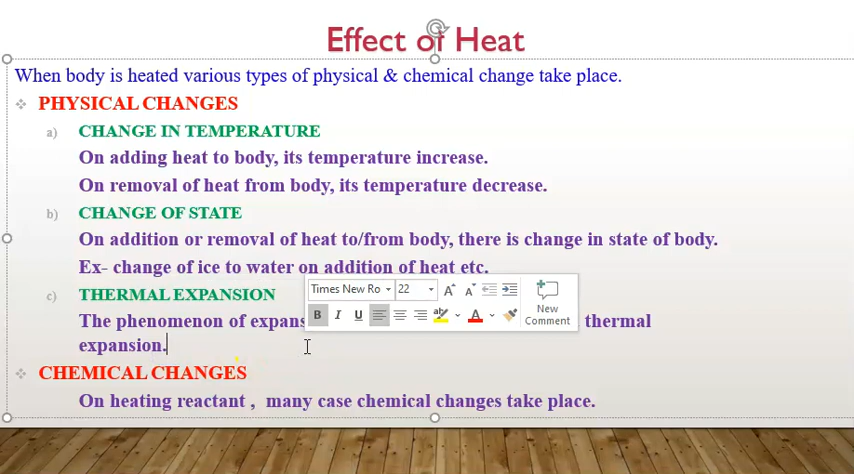 Effect of Heat
When body is heated various types of physical & chemical change take place.
❖ PHYSICAL CHANGES
a) CHANGE IN TEMPERATURE
On adding heat to body, its temperature increase.
On removal of heat from body, its temperature decrease.
b) CHANGE OF STATE
On addition or removal of heat to/from body, there is change in state of body.
Ex- change of ice to water on addition of heat etc.
c) THERMAL EXPANSION
Times New Ro 22
B I U ab A New
Comment
The phenomenon of thermal
expansion.
❖ CHEMICAL CHANGES
On heating reactant , many case chemical changes take place.